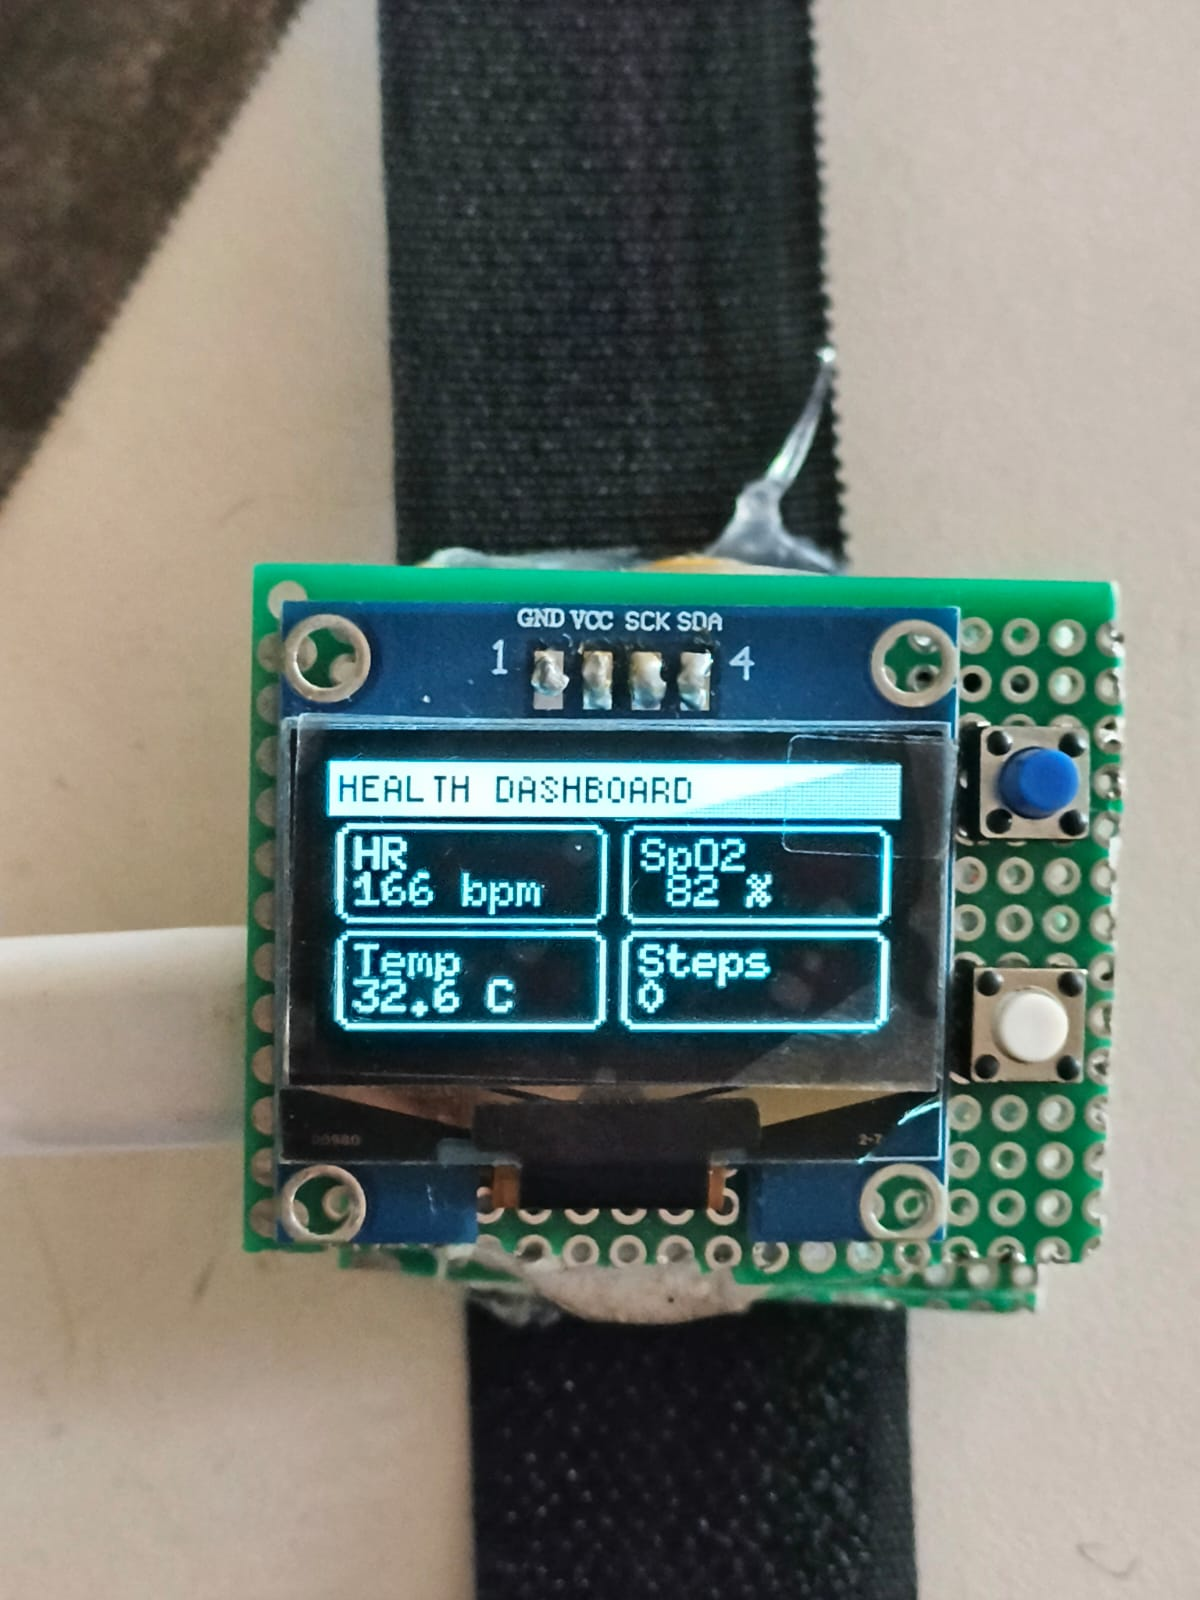 GND VCC SCK SDA
1 4
HEALTH DASHBOARD
HR
166 bpm
SpO2
82 %
Temp
32.6 C
Steps
0